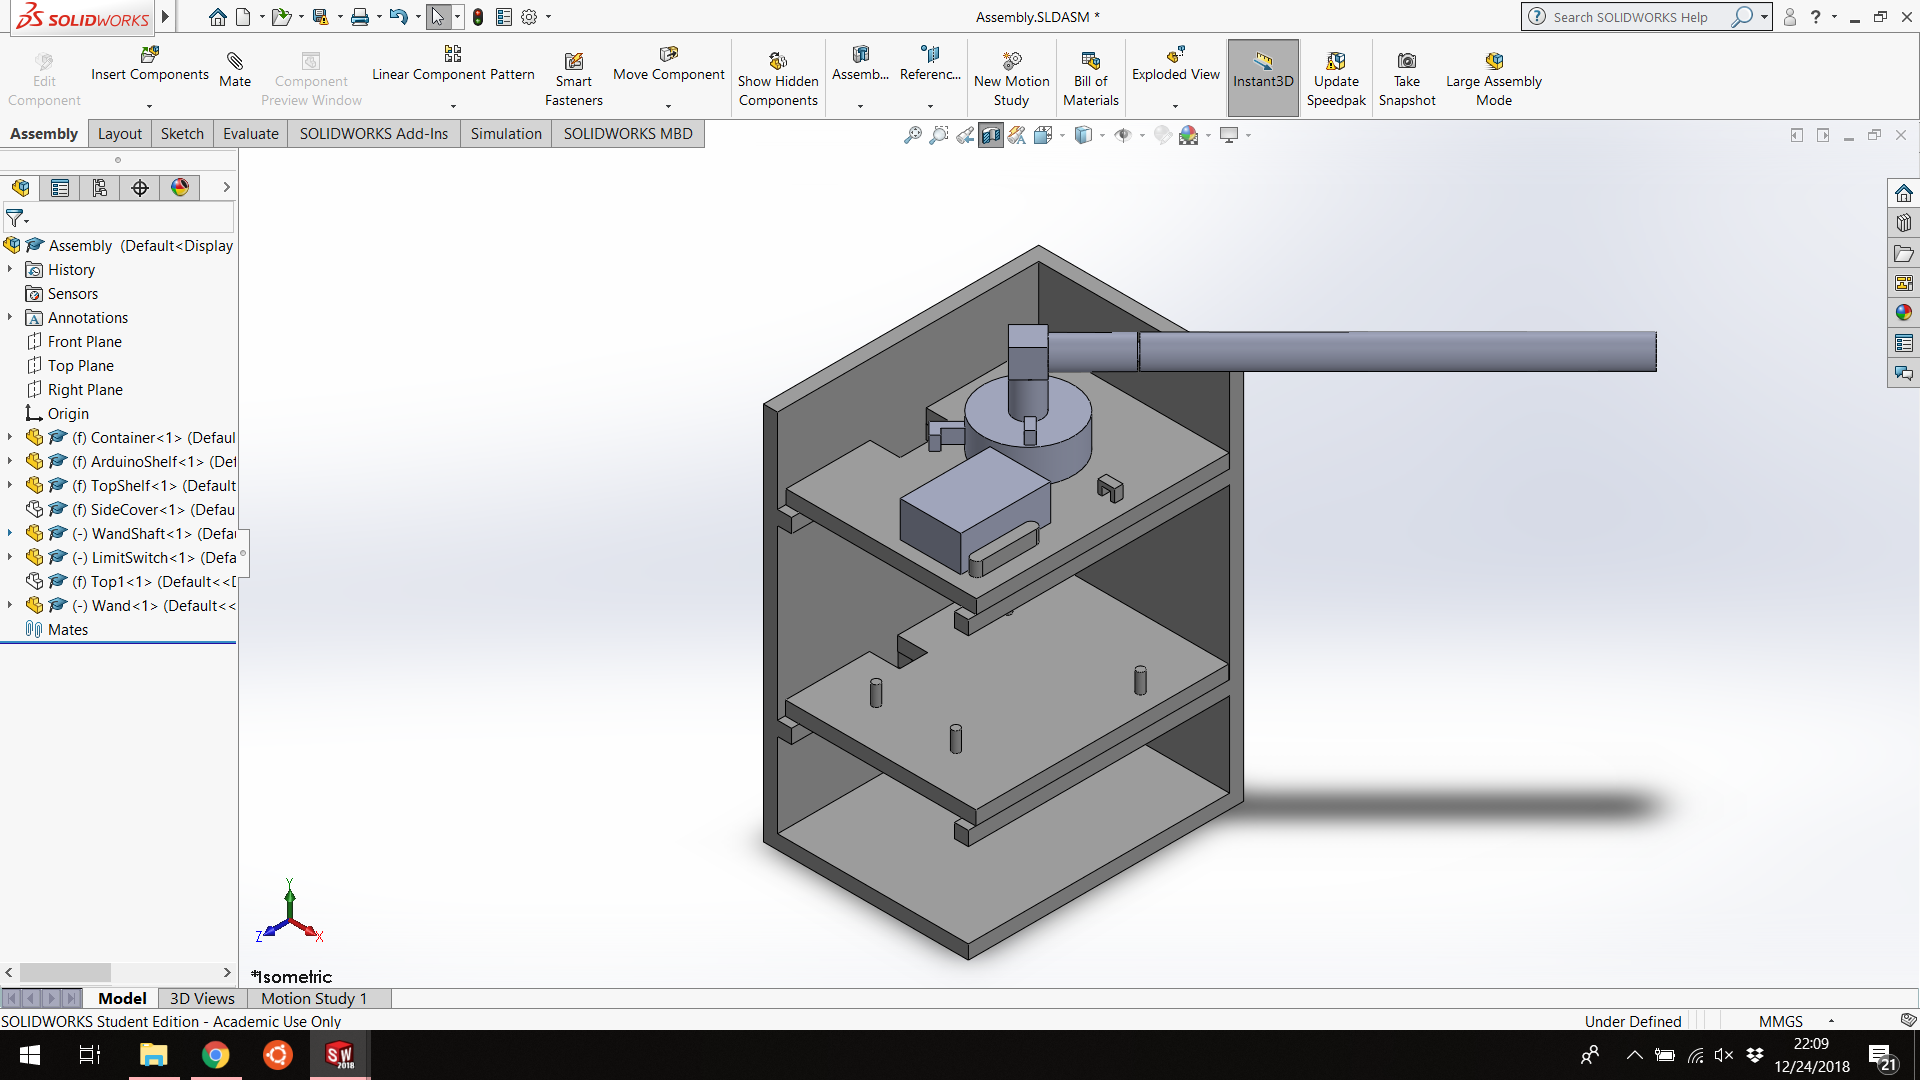 SOLIDWORKS
Assembly.SLDASM *
Search SOLIDWORKS Help
Edit Component
Insert Components
Mate
Component Preview Window
Linear Component Pattern
Smart Fasteners
Move Component
Show Hidden Components
Assemb...
Referenc...
New Motion Study
Bill of Materials
Exploded View
Instant3D
Update Speedpak
Take Snapshot
Large Assembly Mode
Assembly
Layout
Sketch
Evaluate
SOLIDWORKS Add-Ins
Simulation
SOLIDWORKS MBD
Assembly (Default<Display
History
Sensors
Annotations
Front Plane
Top Plane
Right Plane
Origin
(f) Container<1> (Defaul
(f) ArduinoShelf<1> (Def
(f) TopShelf<1> (Default
(f) SideCover<1> (Defau
(-) WandShaft<1> (Defa
(-) LimitSwitch<1> (Defa
(f) Top1<1> (Default<<D
(-) Wand<1> (Default<<
Mates
Y
Z
X
*Isometric
Model
3D Views
Motion Study 1
SOLIDWORKS Student Edition - Academic Use Only
Under Defined
MMGS
SW
2018
22:09
12/24/2018
21